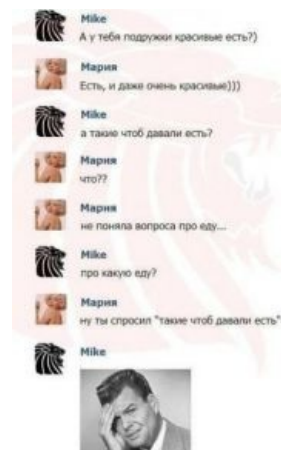 Mike
А у тебя подружки красивые есть?)
Мария
Есть, и даже очень красивые)))
Mike
а такие чтоб давали есть?
Мария
что??
Мария
не поняла вопроса про еду...
Mike
про какую еду?
Мария
ну ты спросил "такие чтоб давали есть"
Mike